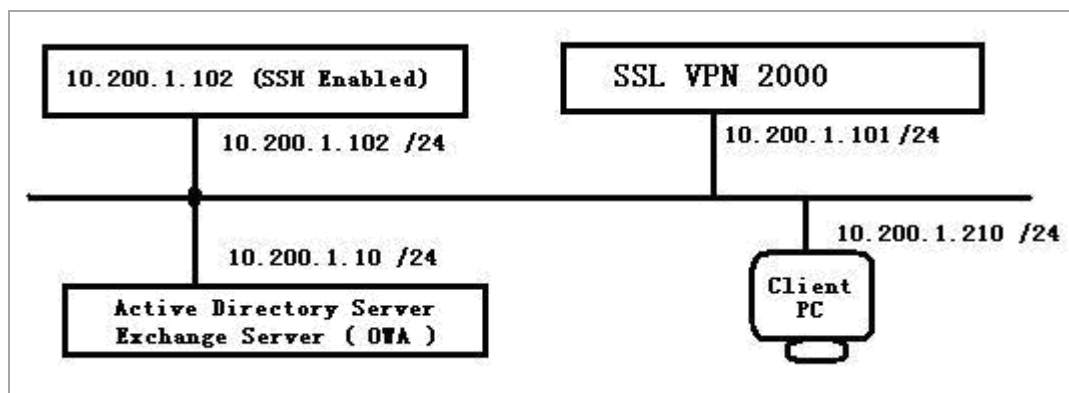 10.200.1.102 (SSH Enabled)
SSL VPN 2000
10.200.1.102 /24
10.200.1.101 /24
10.200.1.10 /24
10.200.1.210 /24
Active Directory Server
Exchange Server ( OWA )
Client
PC